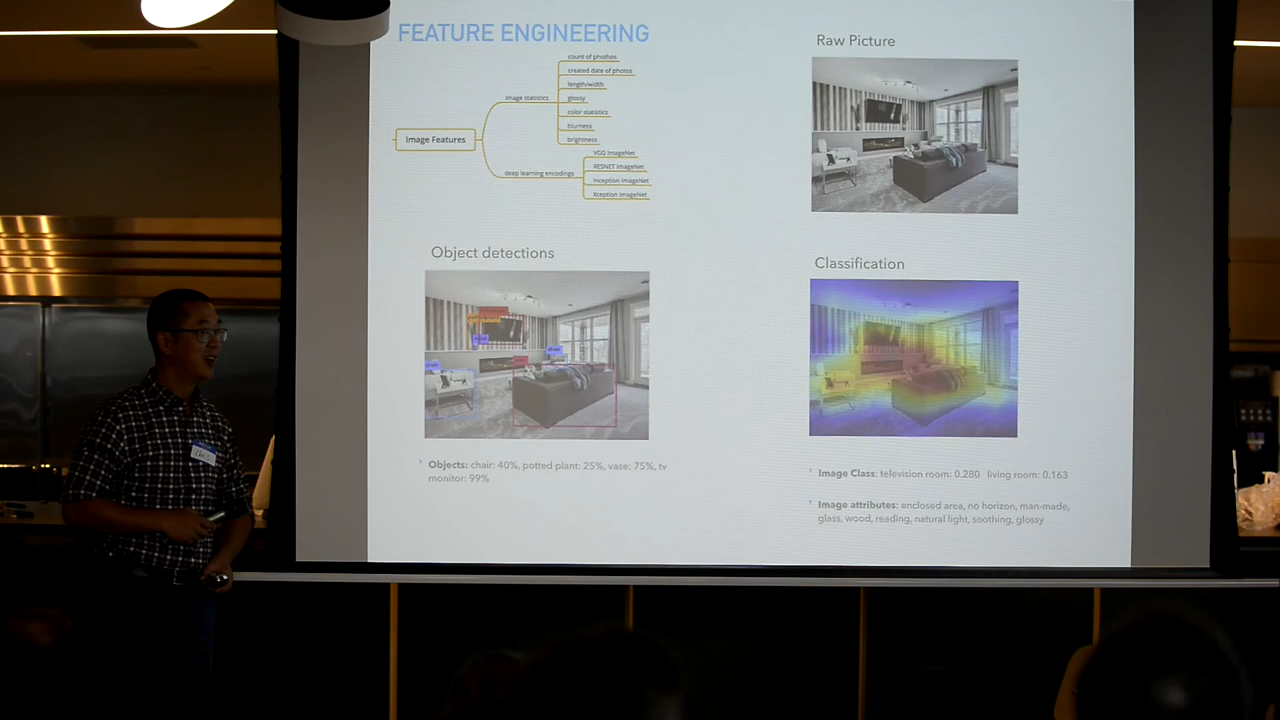 FEATURE ENGINEERING
count of phothos
created date of photos
length/width
image statistics
glossy
color statistics
blurness
brightness
Image Features
VGG ImageNet
RESNET ImageNet
deep learning encodings
Inception ImageNet
Xception ImageNet
Raw Picture
Object detections
Objects: chair: 40%, potted plant: 25%, vase: 75%, tv
monitor: 99%
Classification
Image Class: television room: 0.280 living room: 0.163
Image attributes: enclosed area, no horizon, man-made,
glass, wood, reading, natural light, soothing, glossy
Chris